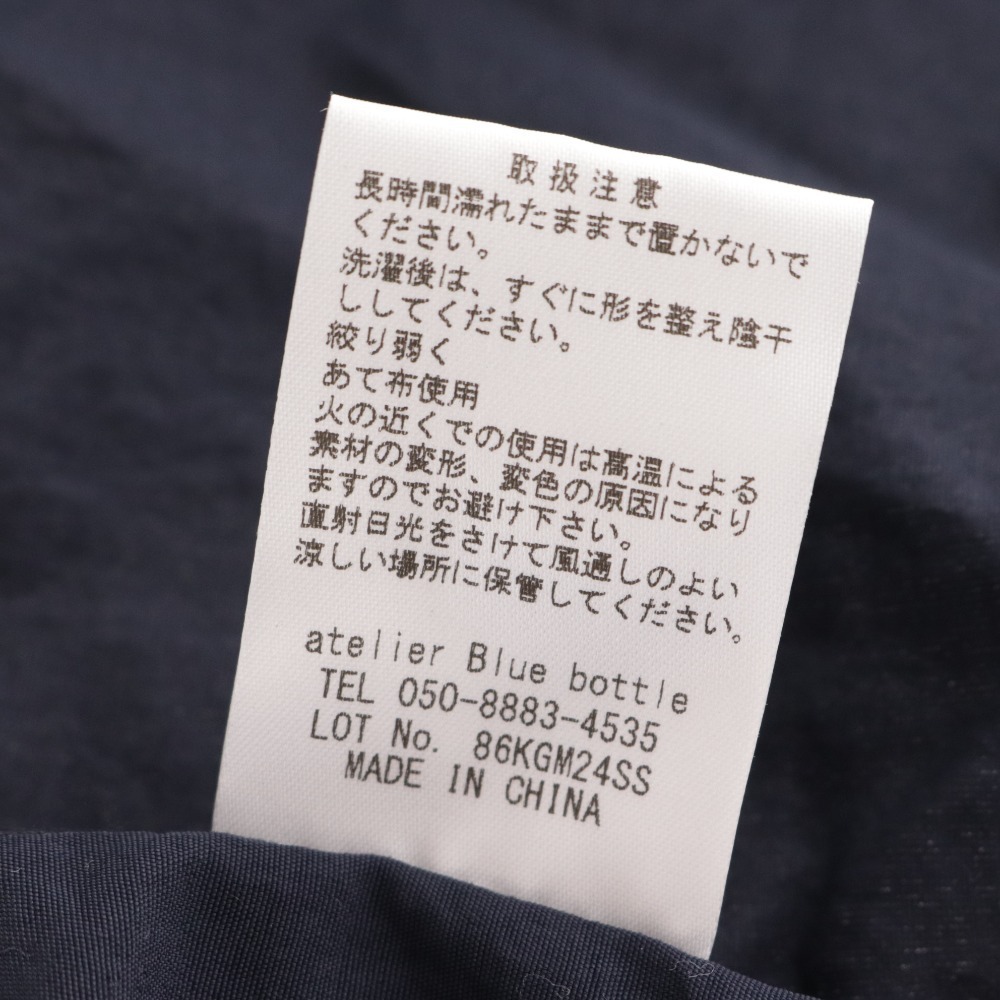 取扱注意
長時間濡れたままで置かないで
ください。
洗濯後は、すぐに形を整え陰干
ししてください。
絞り弱く
あて布使用
火の近くでの使用は高温による
素材の変形、変色の原因になり
ますのでお避け下さい。
直射日光をさけて風通しのよい
涼しい場所に保管してください。
atelier Blue bottle
TEL 050-8883-4535
LOT No. 86KGM24SS
MADE IN CHINA